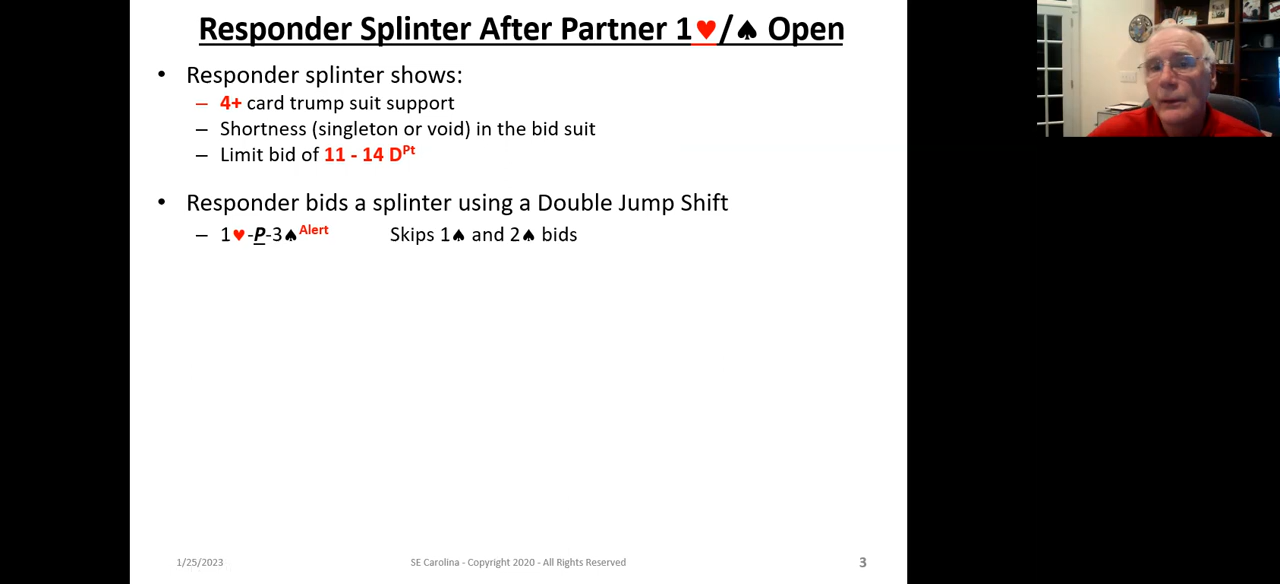 Responder Splinter After Partner 1♥/♠ Open
• Responder splinter shows:
– 4+ card trump suit support
– Shortness (singleton or void) in the bid suit
– Limit bid of 11 - 14 DPt
• Responder bids a splinter using a Double Jump Shift
– 1♥-P-3♠Alert Skips 1♠ and 2♠ bids
1/25/2023 SE Carolina - Copyright 2020 - All Rights Reserved 3